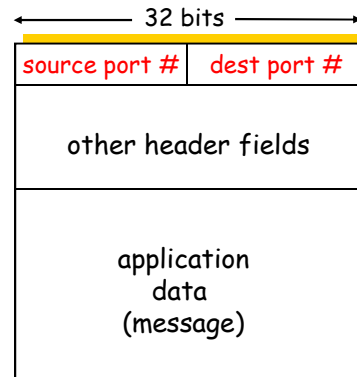 32 bits
source port # dest port #
other header fields
application
data
(message)